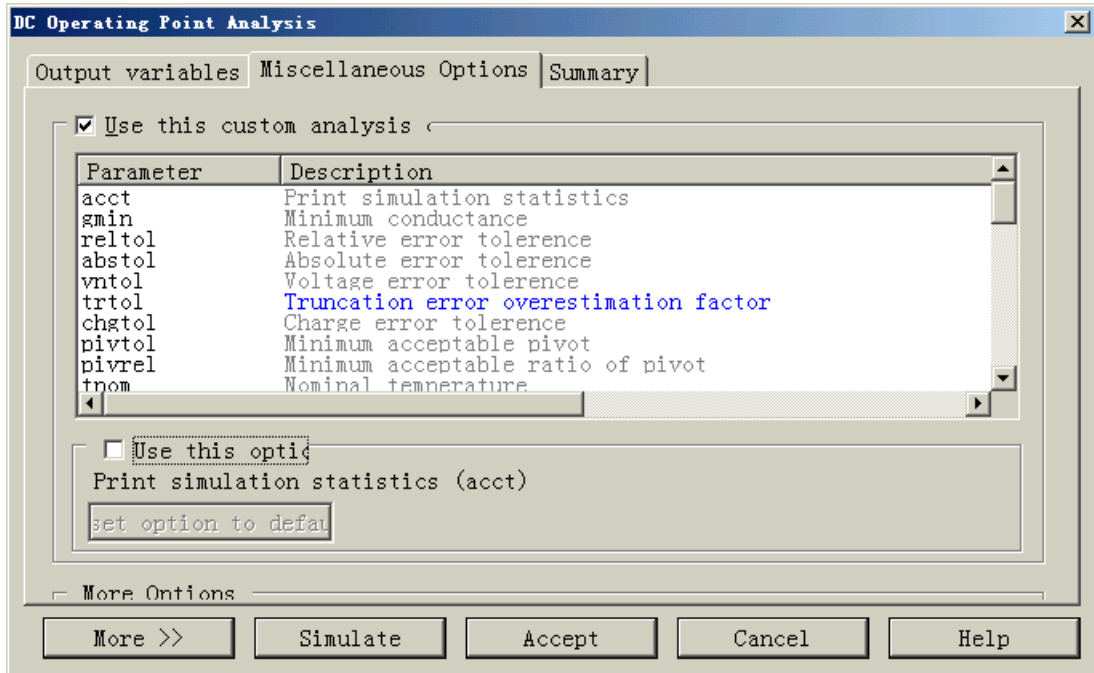 DC Operating Point Analysis
Output variables Miscellaneous Options Summary
Use this custom analysis
Parameter Description
acct Print simulation statistics
gmin Minimum conductance
reltol Relative error tolerence
abstol Absolute error tolerence
vntol Voltage error tolerence
trtol Truncation error overestimation factor
chgtol Charge error tolerence
pivtol Minimum acceptable pivot
pivrel Minimum acceptable ratio of pivot
tnom Nominal temperature
Use this optic
Print simulation statistics (acct)
set option to defau
More Options
More >> Simulate Accept Cancel Help